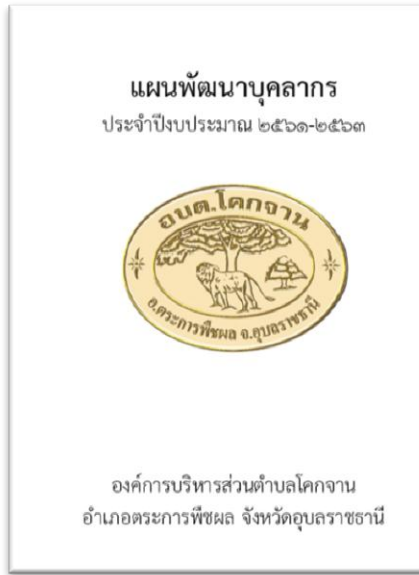 แผนพัฒนาบุคลากร
ประจำปีงบประมาณ ๒๕๖๑-๒๕๖๓
อบต.โคกจาน
อ.ตระการพืชผล จ.อุบลราชธานี
องค์การบริหารส่วนตำบลโคกจาน
อำเภอตระการพืชผล จังหวัดอุบลราชธานี